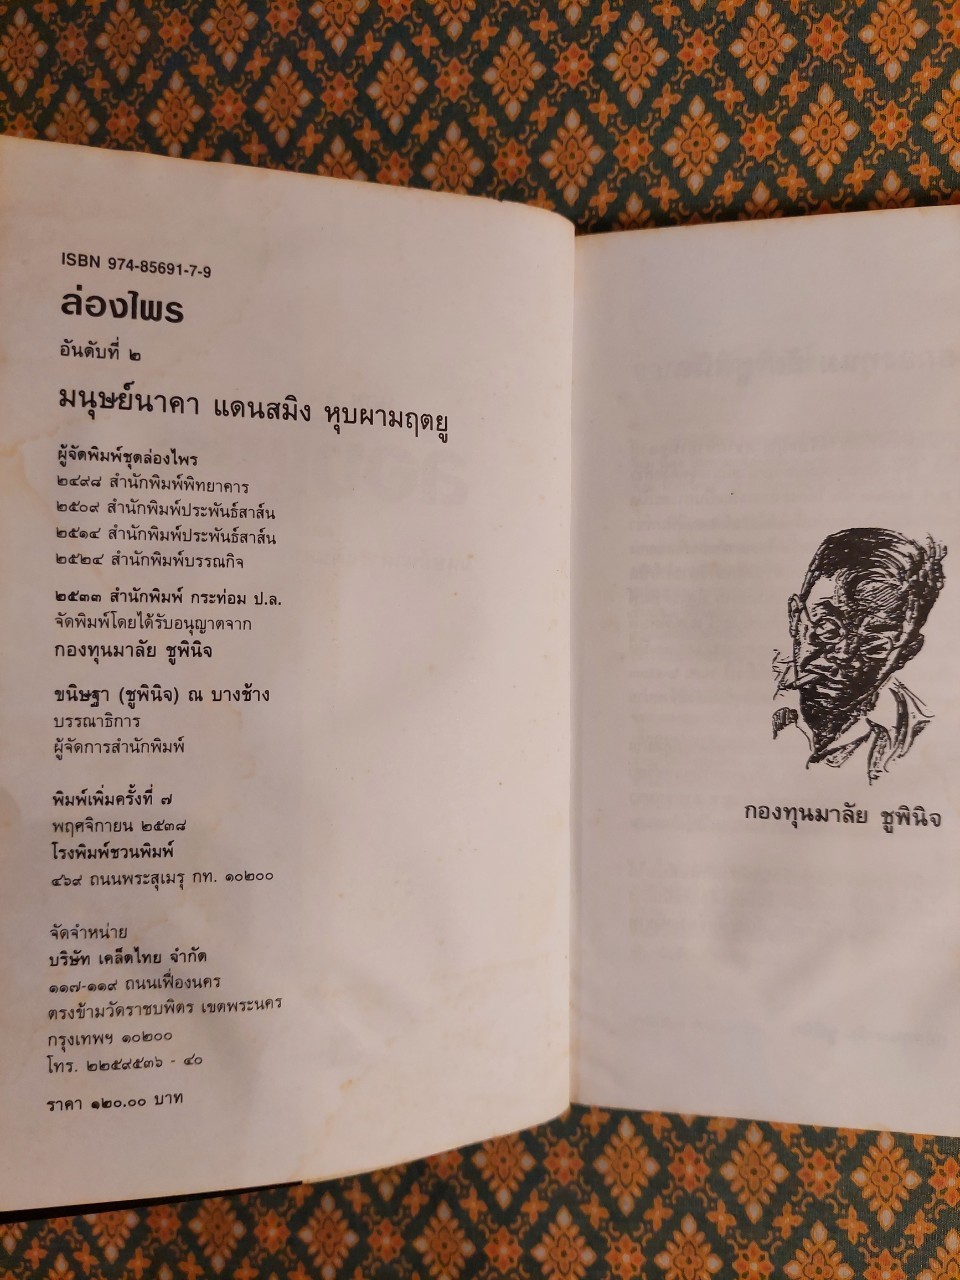 ISBN 974-85691-7-9
ล่องไพร
อันดับที่ ๒
มนุษย์นาคา แดนสมิง หุบผามฤตยู
ผู้จัดพิมพ์ชุดล่องไพร
๒๔๙๘ สำนักพิมพ์พิทยาคาร
๒๕๐๙ สำนักพิมพ์ประพันธ์สาส์น
๒๕๑๔ สำนักพิมพ์ประพันธ์สาส์น
๒๕๒๔ สำนักพิมพ์บรรณกิจ
๒๕๓๓ สำนักพิมพ์ กระท่อม ป.ล.
จัดพิมพ์โดยได้รับอนุญาตจาก
กองทุนมาลัย ชูพินิจ
ขนิษฐา (ชูพินิจ) ณ บางช้าง
บรรณาธิการ
ผู้จัดการสำนักพิมพ์
พิมพ์เพิ่มครั้งที่ ๗
พฤศจิกายน ๒๕๓๘
โรงพิมพ์ชวนพิมพ์
๔๖๙ ถนนพระสุเมรุ กท. ๑๐๒๐๐
จัดจำหน่าย
บริษัท เคล็ดไทย จำกัด
๑๑๗-๑๑๙ ถนนเฟื่องนคร
ตรงข้ามวัดราชบพิตร เขตพระนคร
กรุงเทพฯ ๑๐๒๐๐
โทร. ๒๒๕๙๕๓๖ - ๔๐
ราคา ๑๒๐.๐๐ บาท
กองทุนมาลัย ชูพินิจ